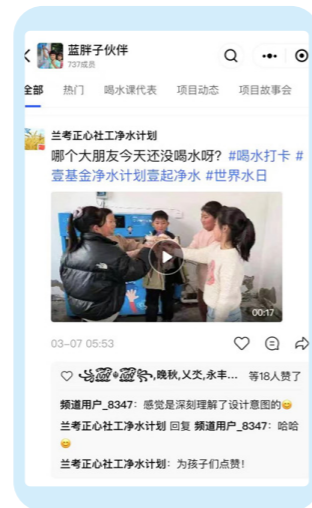 蓝胖子伙伴
737成员
全部 热门 喝水课代表 项目动态 项目故事会
兰考正心社工净水计划
哪个大朋友今天还没喝水呀？#喝水打卡 #
壹基金净水计划壹起净水 #世界水日
00:17
03-07 05:53
晚秋,乂烎,永丰... 等18人赞了
频道用户_8347：感觉是深刻理解了设计意图的
兰考正心社工净水计划 回复 频道用户_8347：哈哈
兰考正心社工净水计划：为孩子们点赞！